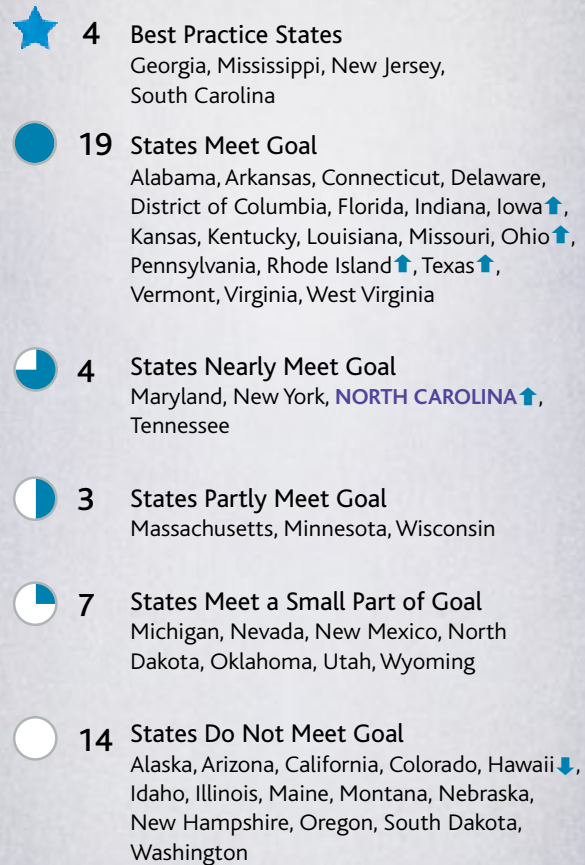 4 Best Practice States
Georgia, Mississippi, New Jersey,
South Carolina
19 States Meet Goal
Alabama, Arkansas, Connecticut, Delaware,
District of Columbia, Florida, Indiana, Iowa⬆,
Kansas, Kentucky, Louisiana, Missouri, Ohio⬆,
Pennsylvania, Rhode Island⬆, Texas⬆,
Vermont, Virginia, West Virginia
4 States Nearly Meet Goal
Maryland, New York, NORTH CAROLINA⬆,
Tennessee
3 States Partly Meet Goal
Massachusetts, Minnesota, Wisconsin
7 States Meet a Small Part of Goal
Michigan, Nevada, New Mexico, North
Dakota, Oklahoma, Utah, Wyoming
14 States Do Not Meet Goal
Alaska, Arizona, California, Colorado, Hawaii⬇,
Idaho, Illinois, Maine, Montana, Nebraska,
New Hampshire, Oregon, South Dakota,
Washington